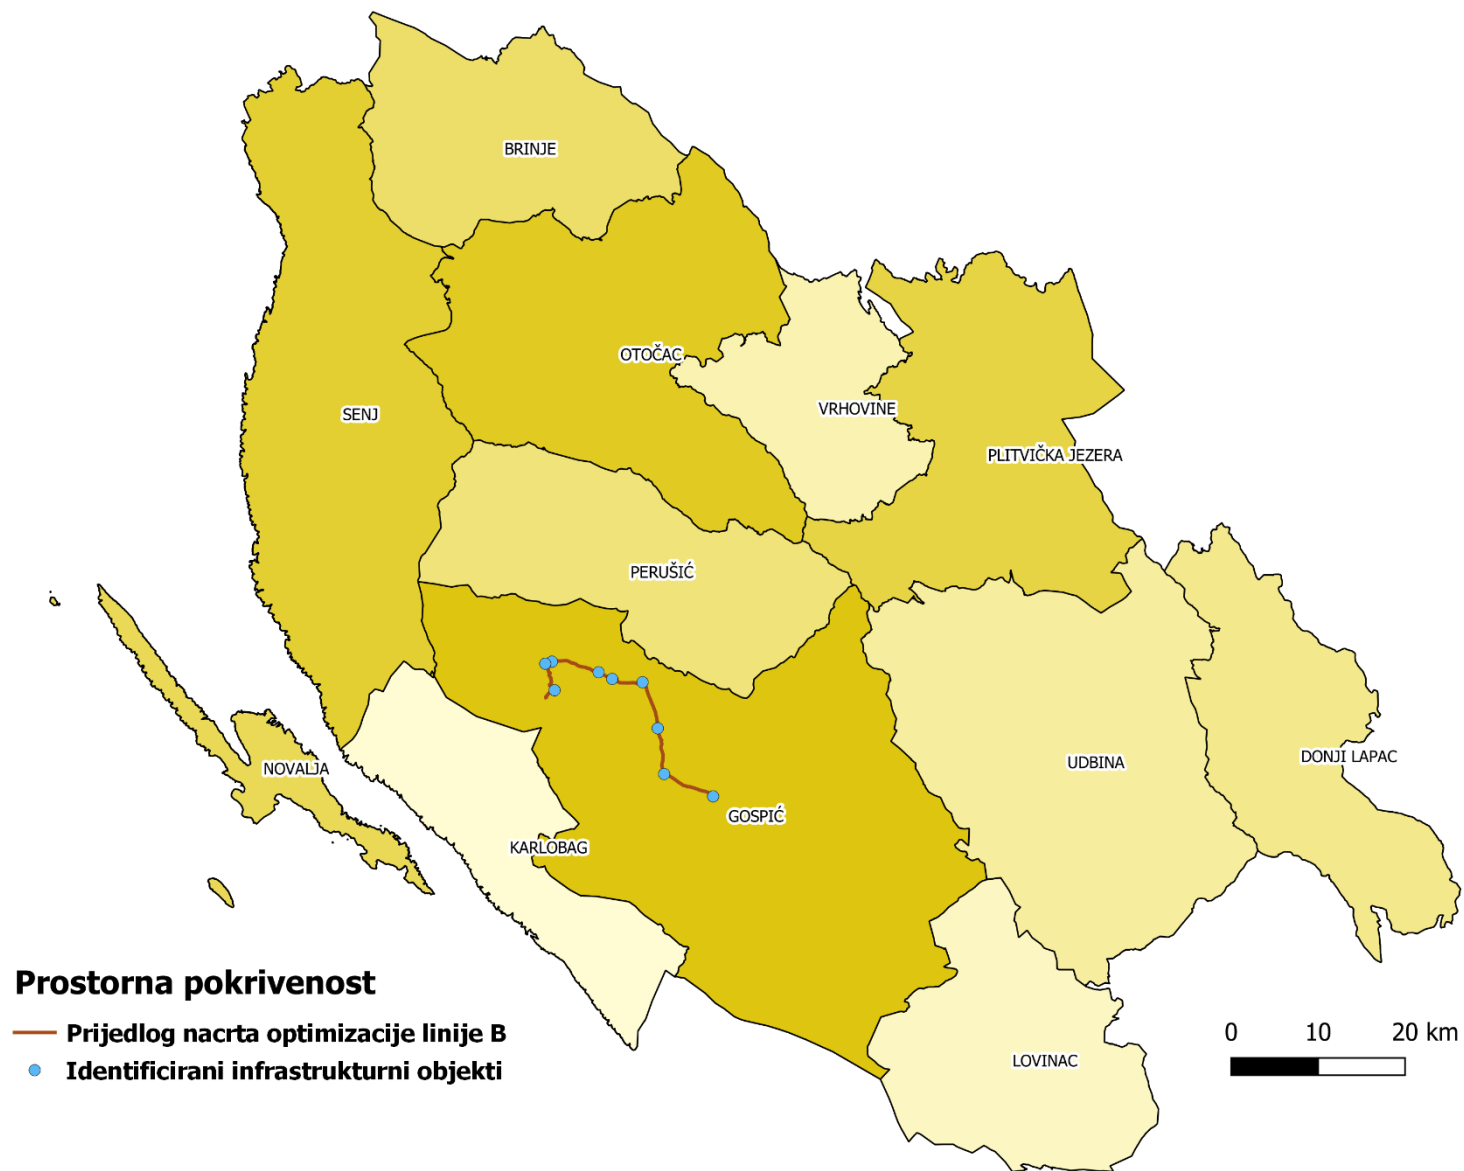 BRINJE
OTOČAC
SENJ
VRHOVINE
PLITVIČKA JEZERA
PERUŠIĆ
NOVALJA
UDBINA
DONJI LAPAC
GOSPIĆ
KARLOBAG
LOVINAC
Prostorna pokrivenost
Prijedlog nacrta optimizacije linije B
Identificirani infrastrukturni objekti
0 10 20 km